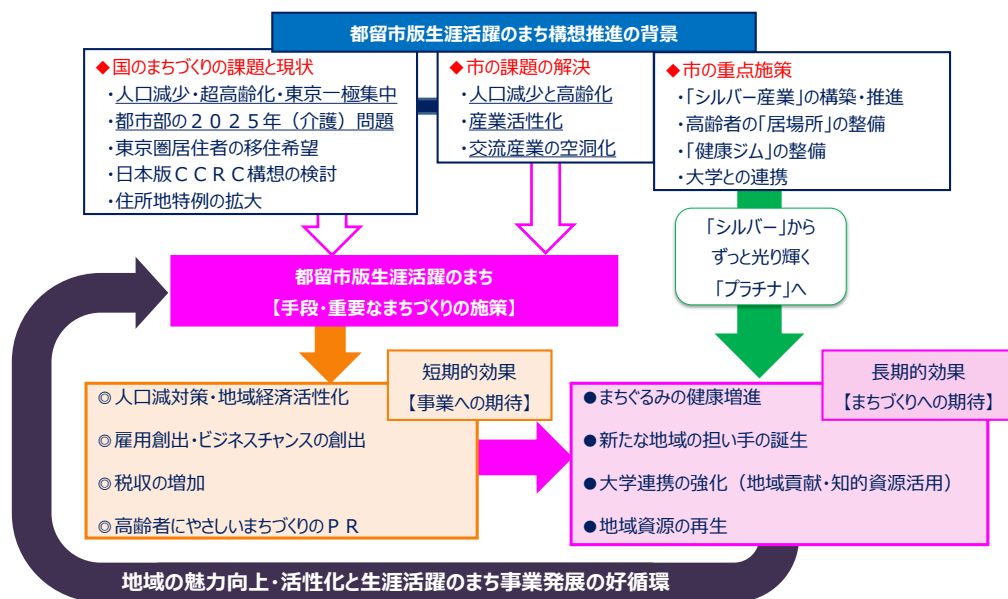 都留市版生涯活躍のまち構想推進の背景
◆国のまちづくりの課題と現状
・人口減少・超高齢化・東京一極集中
・都市部の２０２５年（介護）問題
・東京圏居住者の移住希望
・日本版ＣＣＲＣ構想の検討
・住所地特例の拡大
◆市の課題の解決
・人口減少と高齢化
・産業活性化
・交流産業の空洞化
◆市の重点施策
・「シルバー産業」の構築・推進
・高齢者の「居場所」の整備
・「健康ジム」の整備
・大学との連携
「シルバー」から
ずっと光り輝く
「プラチナ」へ
都留市版生涯活躍のまち
【手段・重要なまちづくりの施策】
短期的効果
【事業への期待】
◎人口減対策・地域経済活性化
◎雇用創出・ビジネスチャンスの創出
◎税収の増加
◎高齢者にやさしいまちづくりのＰＲ
長期的効果
【まちづくりへの期待】
●まちぐるみの健康増進
●新たな地域の担い手の誕生
●大学連携の強化（地域貢献・知的資源活用）
●地域資源の再生
地域の魅力向上・活性化と生涯活躍のまち事業発展の好循環